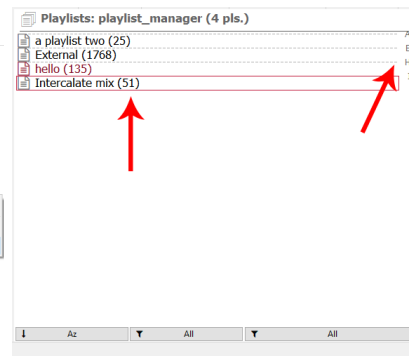 Playlists: playlist_manager (4 pls.)
a playlist two (25)
External (1768)
hello (135)
Intercalate mix (51)
A
E
H
I
Az
All
All